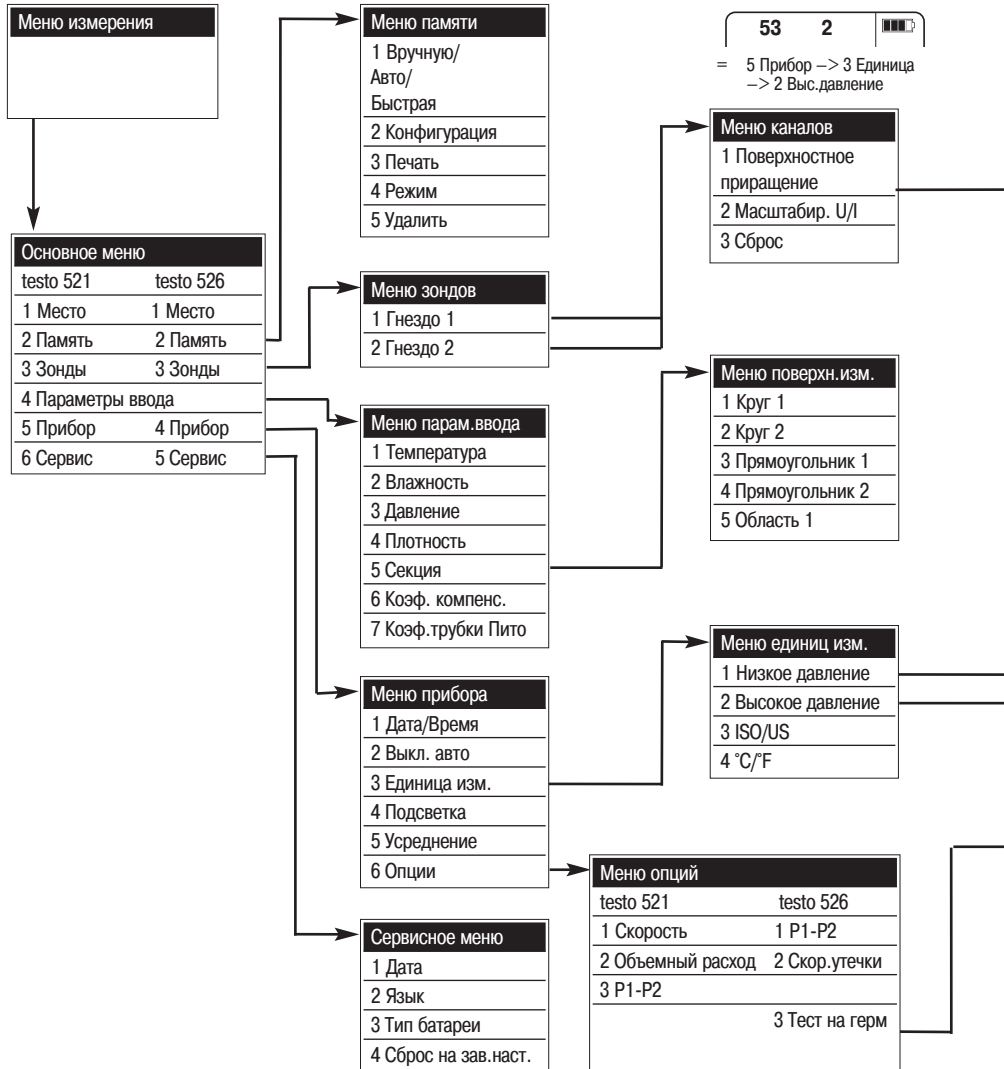 Меню измерения
Основное меню
testo 521 testo 526
1 Место 1 Место
2 Память 2 Память
3 Зонды 3 Зонды
4 Параметры ввода
5 Прибор 4 Прибор
6 Сервис 5 Сервис
Меню памяти
1 Вручную/
Авто/
Быстрая
2 Конфигурация
3 Печать
4 Режим
5 Удалить
Меню зондов
1 Гнездо 1
2 Гнездо 2
Меню парам.ввода
1 Температура
2 Влажность
3 Давление
4 Плотность
5 Секция
6 Коэф. компенс.
7 Коэф.трубки Пито
Меню прибора
1 Дата/Время
2 Выкл. авто
3 Единица изм.
4 Подсветка
5 Усреднение
6 Опции
Сервисное меню
1 Дата
2 Язык
3 Тип батареи
4 Сброс на зав.наст.
53 2
= 5 Прибор –> 3 Единица
–> 2 Выс.давление
Меню каналов
1 Поверхностное
приращение
2 Масштабир. U/I
3 Сброс
Меню поверхн.изм.
1 Круг 1
2 Круг 2
3 Прямоугольник 1
4 Прямоугольник 2
5 Область 1
Меню единиц изм.
1 Низкое давление
2 Высокое давление
3 ISO/US
4 °C/°F
Меню опций
testo 521 testo 526
1 Скорость 1 P1-P2
2 Объемный расход 2 Скор.утечки
3 P1-P2
3 Тест на герм